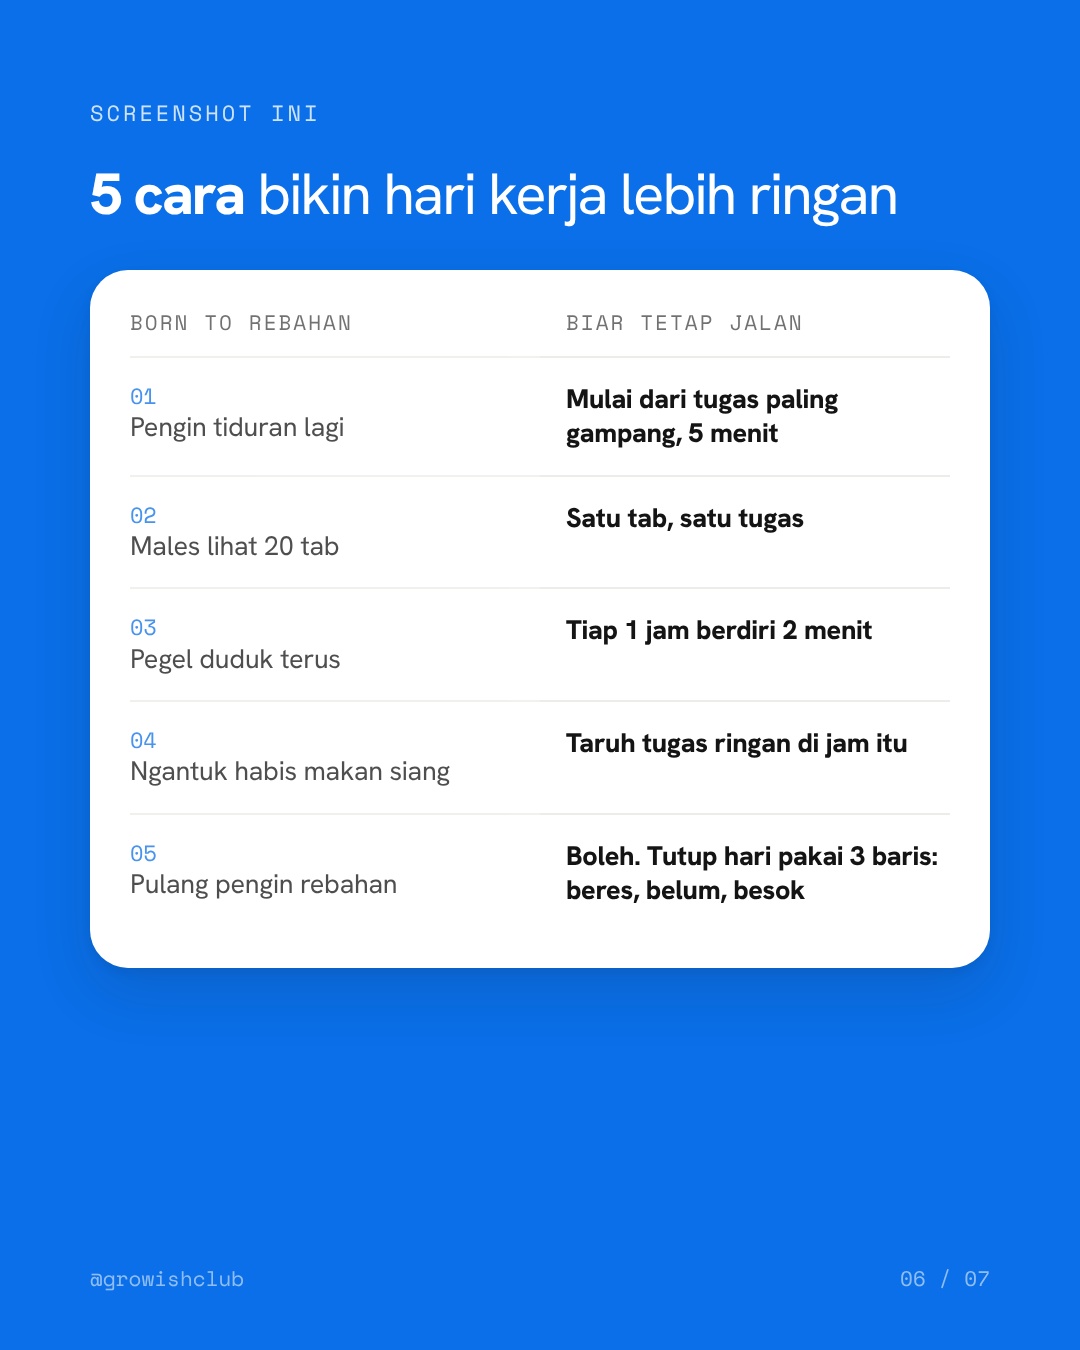 SCREENSHOT INI
5 cara bikin hari kerja lebih ringan
BORN TO REBAHAN
BIAR TETAP JALAN
01
Pengin tiduran lagi
Mulai dari tugas paling
gampang, 5 menit
02
Males lihat 20 tab
Satu tab, satu tugas
03
Pegel duduk terus
Tiap 1 jam berdiri 2 menit
04
Ngantuk habis makan siang
Taruh tugas ringan di jam itu
05
Pulang pengin rebahan
Boleh. Tutup hari pakai 3 baris:
beres, belum, besok
@growishclub
06 / 07